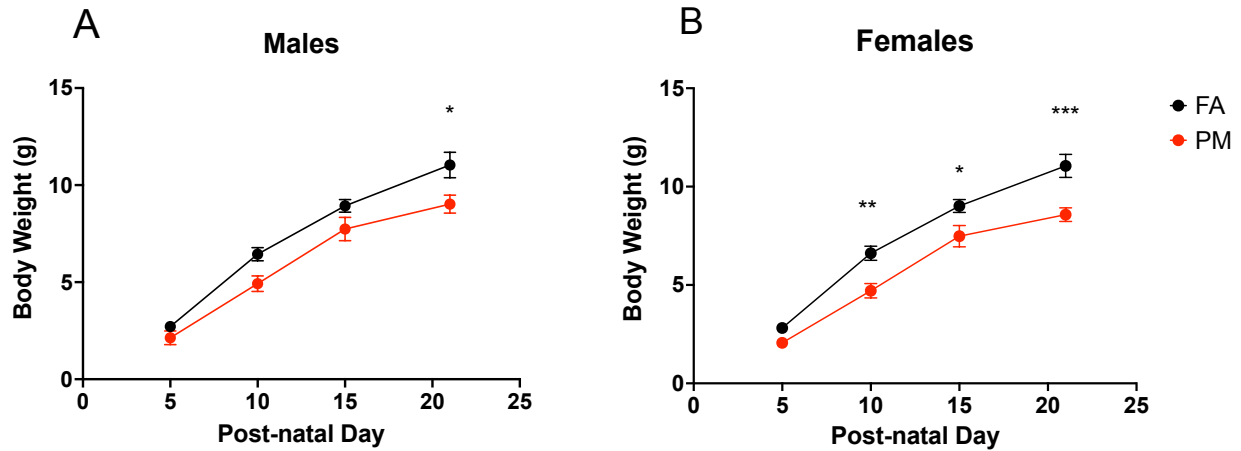 A
Males
Body Weight (g)
15
10
5
0
*
0 5 10 15 20 25
Post-natal Day
B
Females
Body Weight (g)
15
10
5
0
**
*
***
0 5 10 15 20 25
Post-natal Day
FA
PM